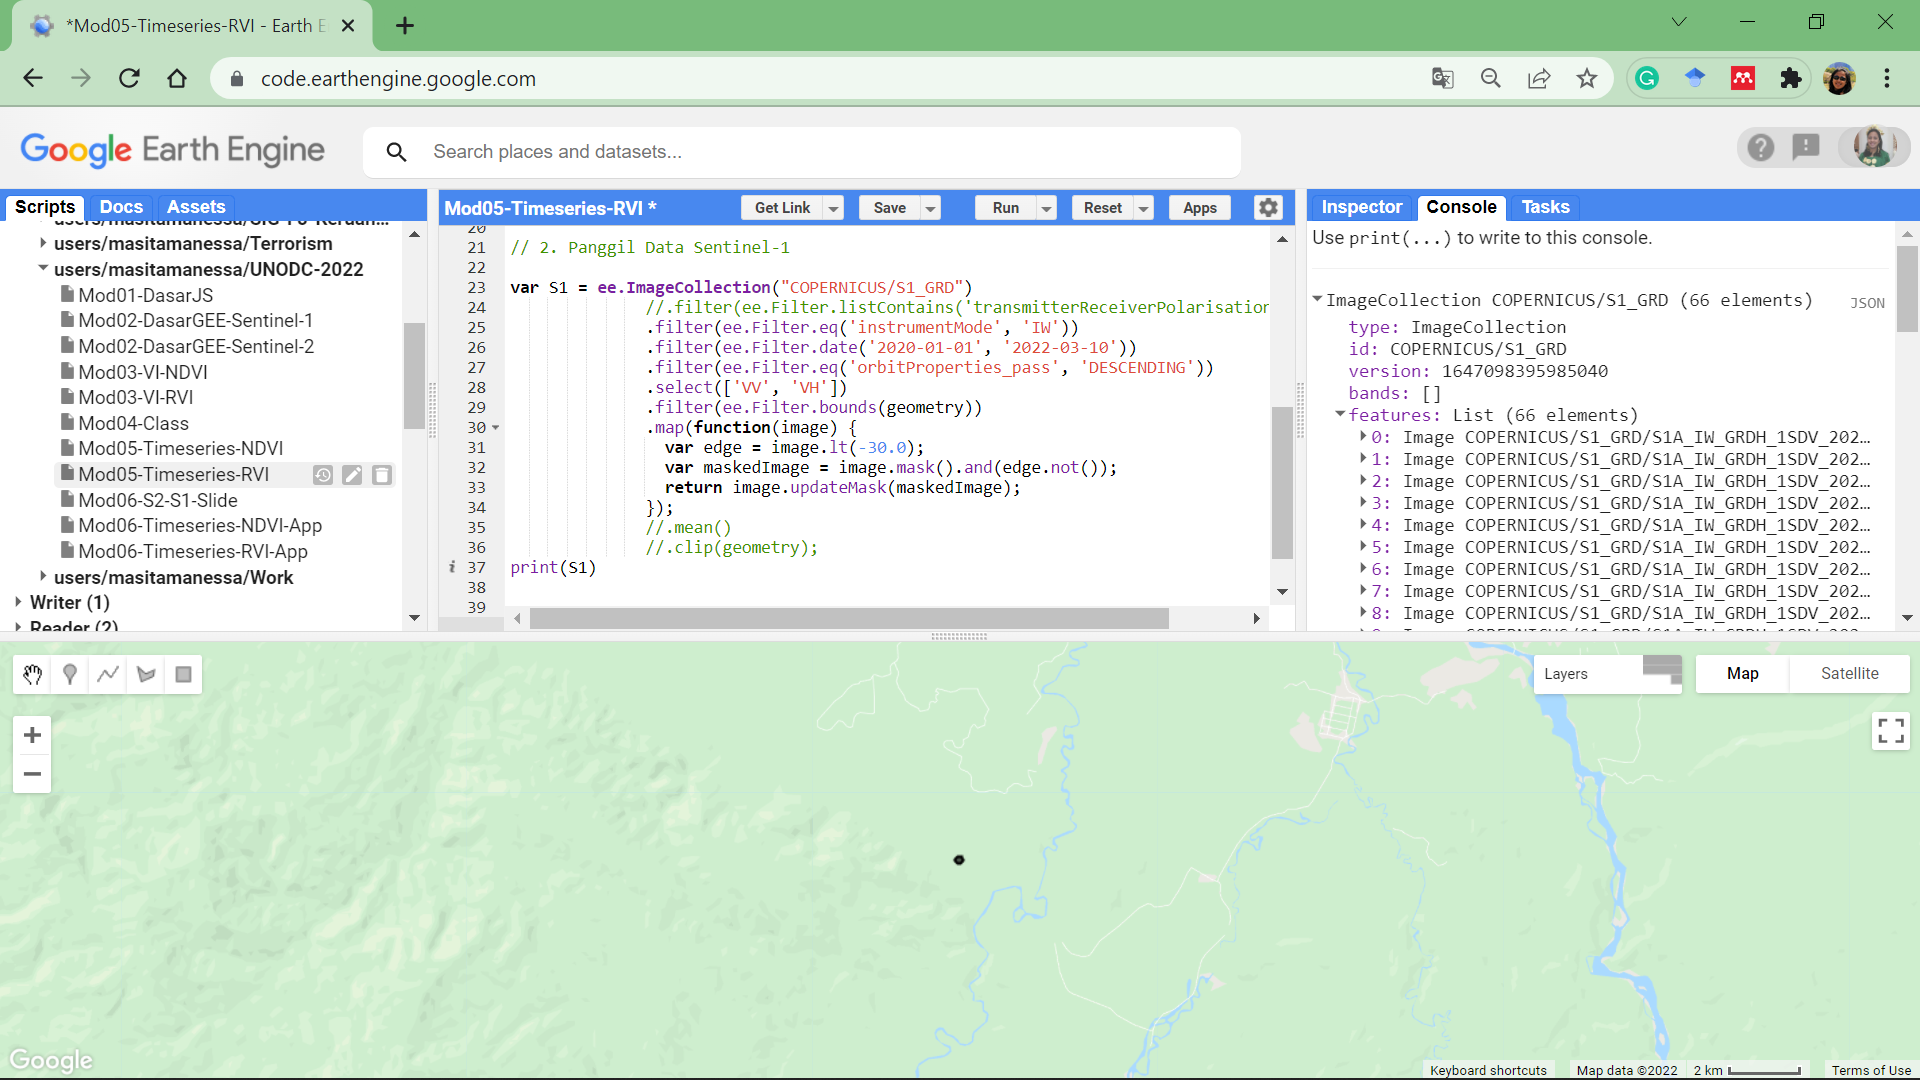 *Mod05-Timeseries-RVI - Earth E
code.earthengine.google.com
Google Earth Engine
Search places and datasets...
Scripts Docs Assets
users/masitamanessa/Terrorism
users/masitamanessa/UNODC-2022
Mod01-DasarJS
Mod02-DasarGEE-Sentinel-1
Mod02-DasarGEE-Sentinel-2
Mod03-VI-NDVI
Mod03-VI-RVI
Mod04-Class
Mod05-Timeseries-NDVI
Mod05-Timeseries-RVI
Mod06-S2-S1-Slide
Mod06-Timeseries-NDVI-App
Mod06-Timeseries-RVI-App
users/masitamanessa/Work
Writer (1)
Reader (2)
Mod05-Timeseries-RVI *
Get Link Save Run Reset Apps
20
21 // 2. Panggil Data Sentinel-1
22
23 var S1 = ee.ImageCollection("COPERNICUS/S1_GRD")
24 //.filter(ee.Filter.listContains('transmitterReceiverPolarisation
25 .filter(ee.Filter.eq('instrumentMode', 'IW'))
26 .filter(ee.Filter.date('2020-01-01', '2022-03-10'))
27 .filter(ee.Filter.eq('orbitProperties_pass', 'DESCENDING'))
28 .select(['VV', 'VH'])
29 .filter(ee.Filter.bounds(geometry))
30 .map(function(image) {
31 var edge = image.lt(-30.0);
32 var maskedImage = image.mask().and(edge.not());
33 return image.updateMask(maskedImage);
34 });
35 //.mean()
36 //.clip(geometry);
i 37 print(S1)
38
39
Inspector Console Tasks
Use print(...) to write to this console.
ImageCollection COPERNICUS/S1_GRD (66 elements) JSON
type: ImageCollection
id: COPERNICUS/S1_GRD
version: 1647098395985040
bands: []
features: List (66 elements)
0: Image COPERNICUS/S1_GRD/S1A_IW_GRDH_1SDV_202...
1: Image COPERNICUS/S1_GRD/S1A_IW_GRDH_1SDV_202...
2: Image COPERNICUS/S1_GRD/S1A_IW_GRDH_1SDV_202...
3: Image COPERNICUS/S1_GRD/S1A_IW_GRDH_1SDV_202...
4: Image COPERNICUS/S1_GRD/S1A_IW_GRDH_1SDV_202...
5: Image COPERNICUS/S1_GRD/S1A_IW_GRDH_1SDV_202...
6: Image COPERNICUS/S1_GRD/S1A_IW_GRDH_1SDV_202...
7: Image COPERNICUS/S1_GRD/S1A_IW_GRDH_1SDV_202...
8: Image COPERNICUS/S1_GRD/S1A_IW_GRDH_1SDV_202...
Layers
Map Satellite
Google
Keyboard shortcuts Map data ©2022 2 km Terms of Use